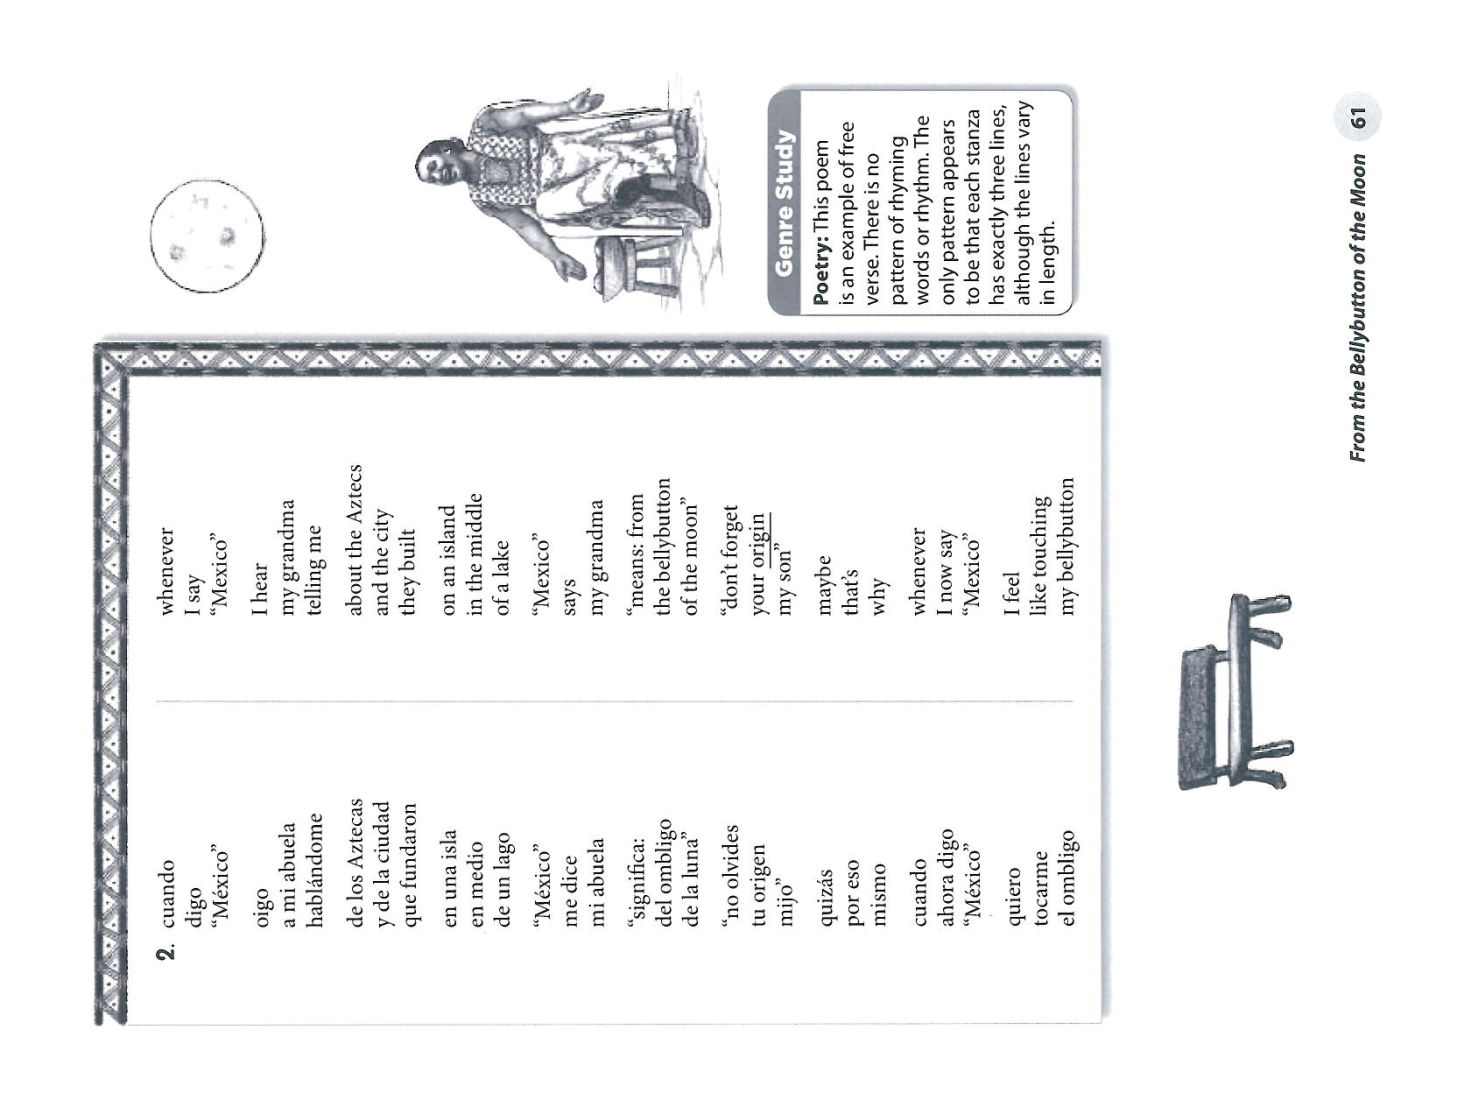 2. cuando
digo
“México”
oigo
a mi abuela
hablándome
de los Aztecas
y de la ciudad
que fundaron
en una isla
en medio
de un lago
“México”
me dice
mi abuela
“significa:
del ombligo
de la luna”
“no olvides
tu origen
mijo”
quizás
por eso
mismo
cuando
ahora digo
“México”
quiero
tocarme
el ombligo
whenever
I say
“Mexico”
I hear
my grandma
telling me
about the Aztecs
and the city
they built
on an island
in the middle
of a lake
“Mexico”
says
my grandma
“means: from
the bellybutton
of the moon”
“don’t forget
your origin
my son”
maybe
that’s
why
whenever
I now say
“Mexico”
I feel
like touching
my bellybutton
Genre Study
Poetry: This poem
is an example of free
verse. There is no
pattern of rhyming
words or rhythm. The
only pattern appears
to be that each stanza
has exactly three lines,
although the lines vary
in length.
From the Bellybutton of the Moon 61